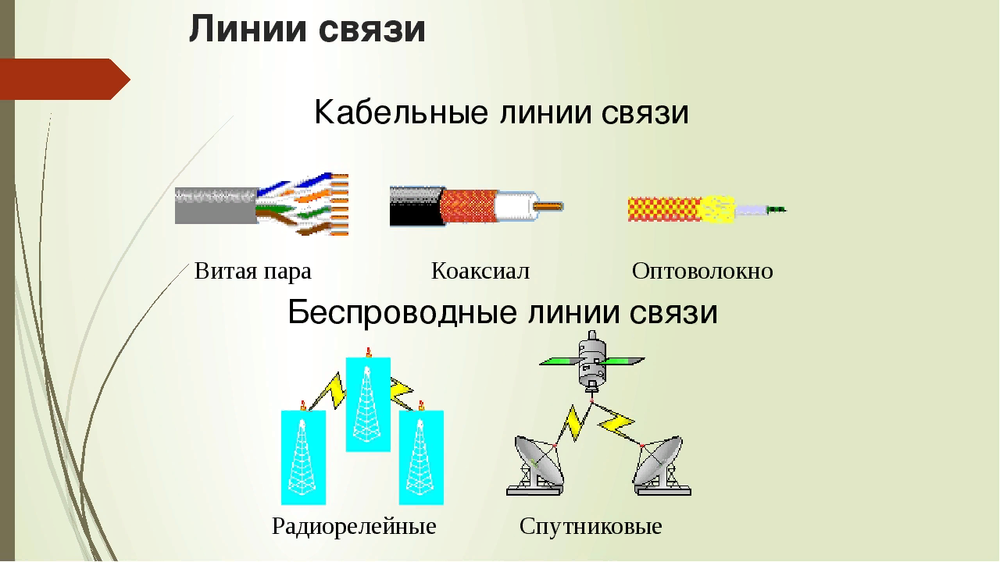 Линии связи
Кабельные линии связи
Витая пара
Коаксиал
Оптоволокно
Беспроводные линии связи
Радиорелейные
Спутниковые